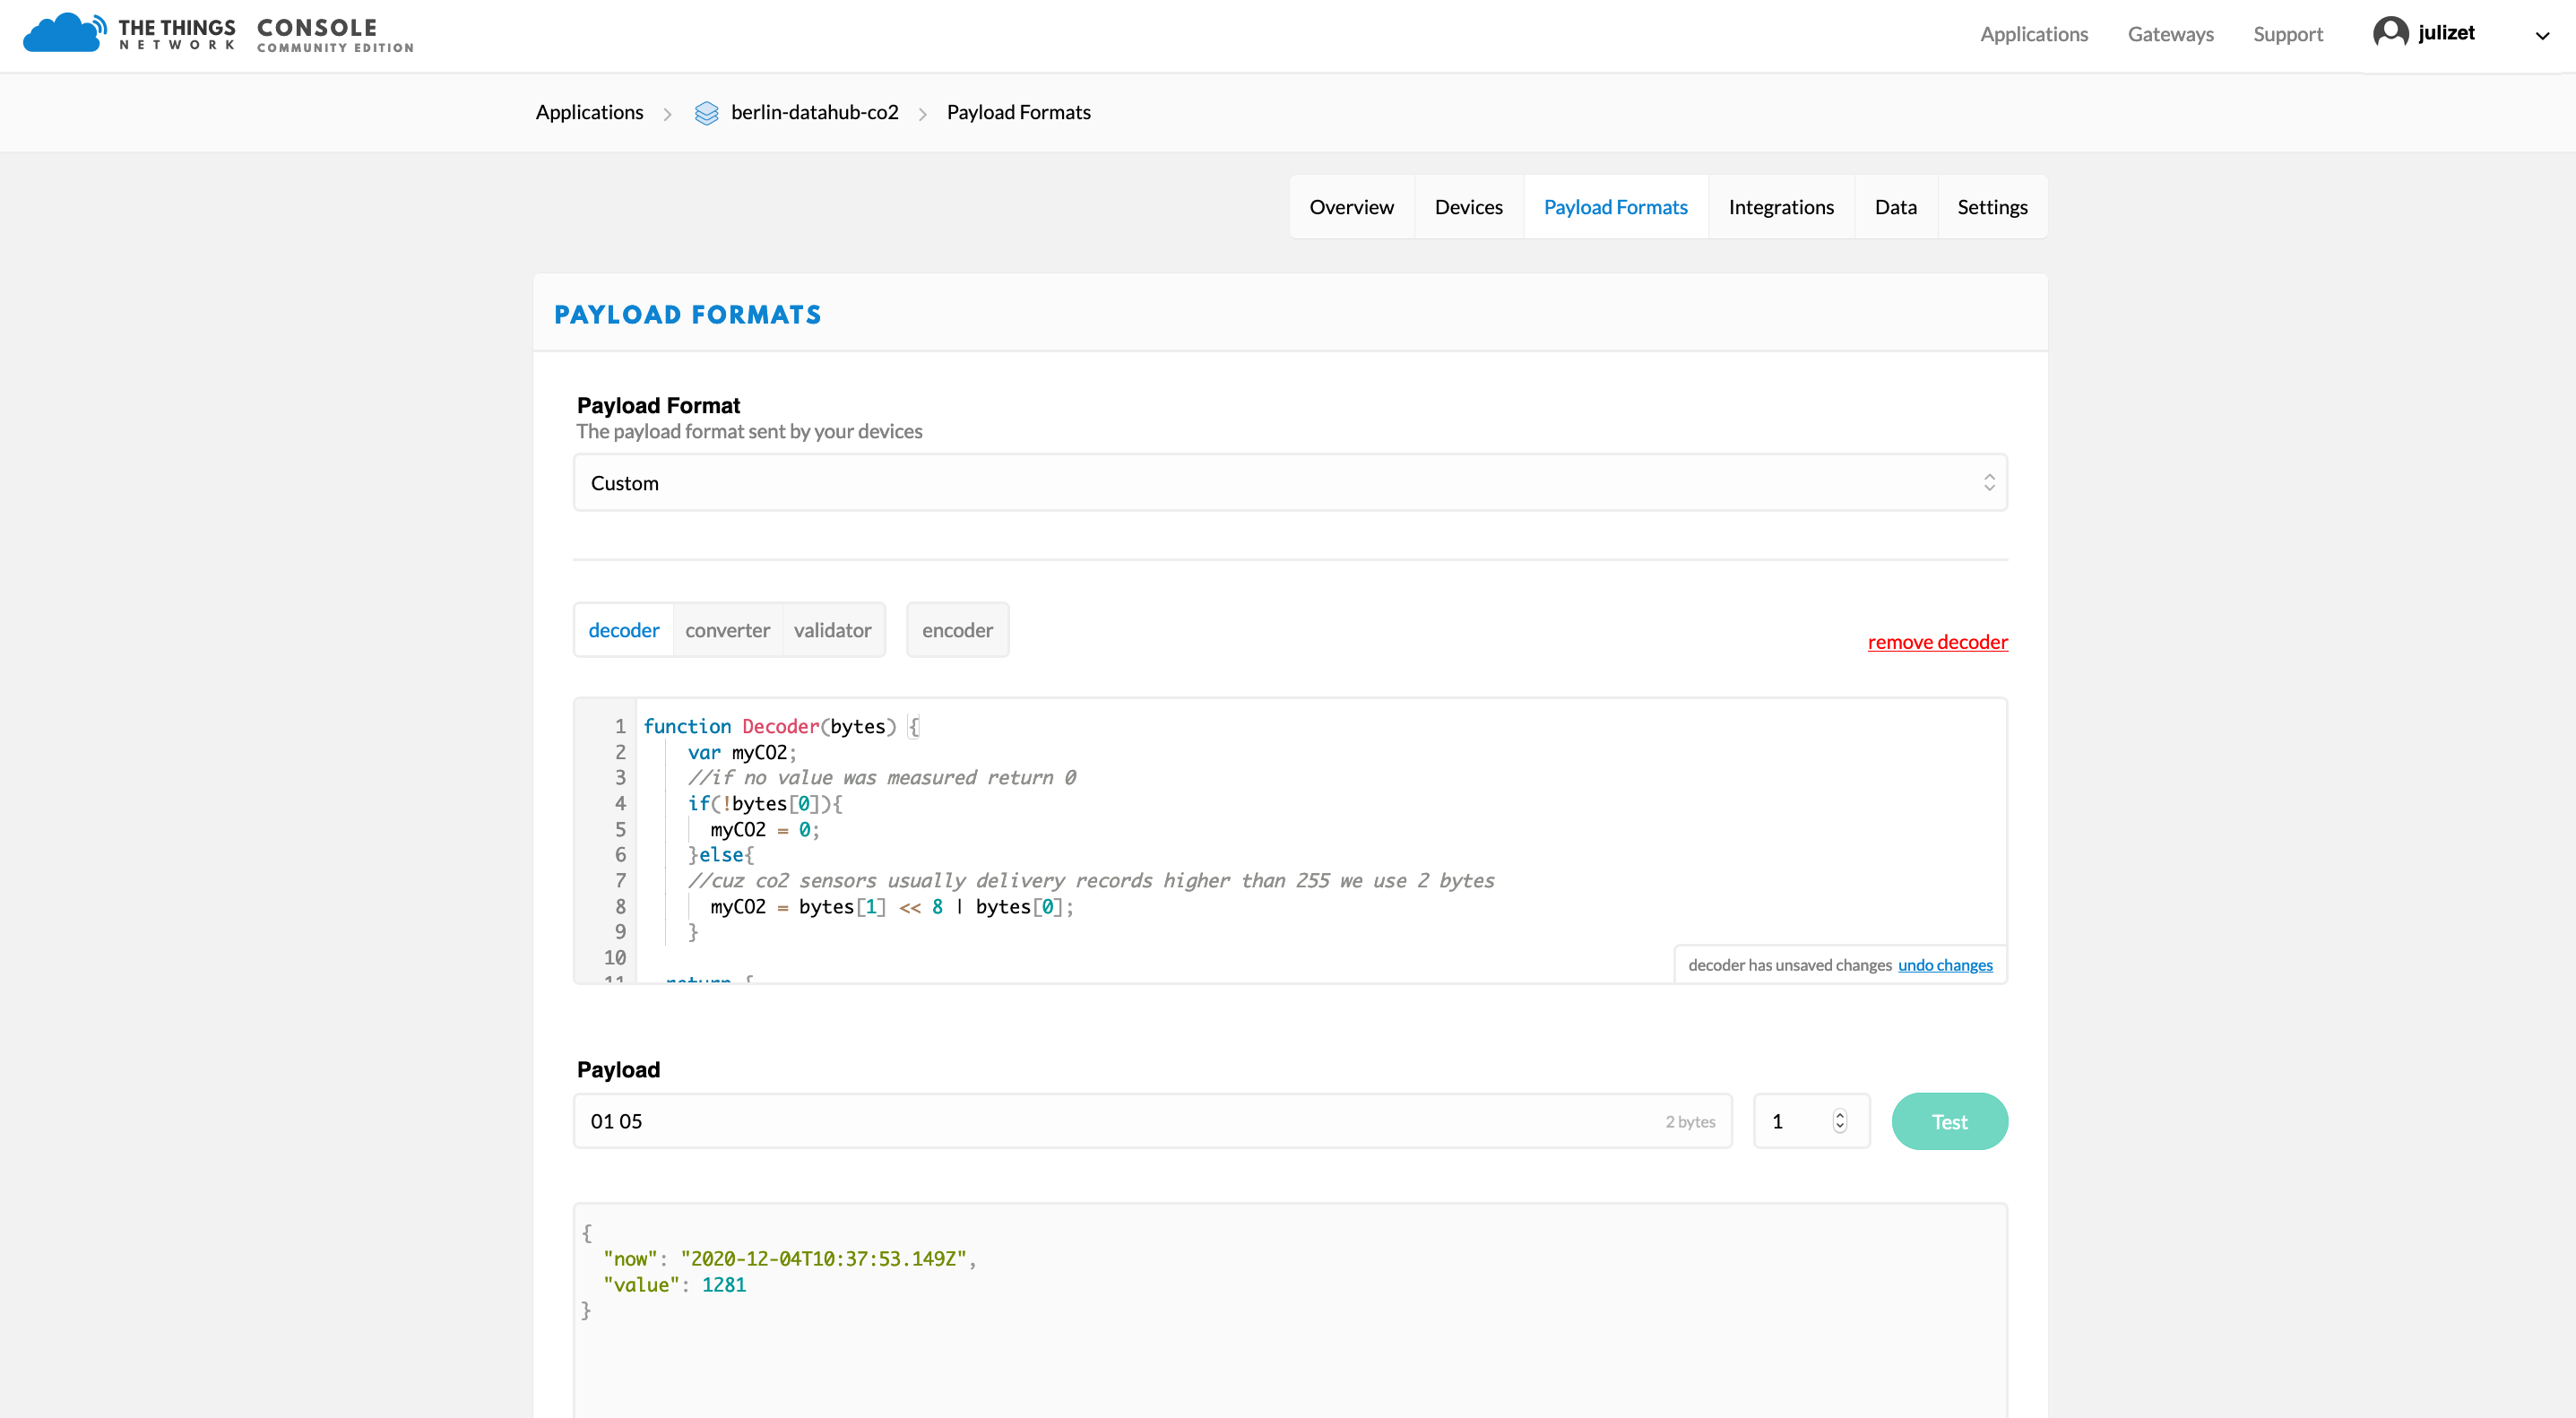 THE THINGS
NETWORK
CONSOLE
COMMUNITY EDITION
Applications
Gateways
Support
julizet
Applications
berlin-datahub-co2
Payload Formats
Overview
Devices
Payload Formats
Integrations
Data
Settings
PAYLOAD FORMATS
Payload Format
The payload format sent by your devices
Custom
decoder
converter
validator
encoder
remove decoder
1 function Decoder(bytes) {
2 var myCO2;
3 //if no value was measured return 0
4 if(!bytes[0]){
5 myCO2 = 0;
6 }else{
7 //cuz co2 sensors usually delivery records higher than 255 we use 2 bytes
8 myCO2 = bytes[1] << 8 | bytes[0];
9 }
10
11 return {
decoder has unsaved changes undo changes
Payload
01 05
2 bytes
1
Test
{
"now": "2020-12-04T10:37:53.149Z",
"value": 1281
}